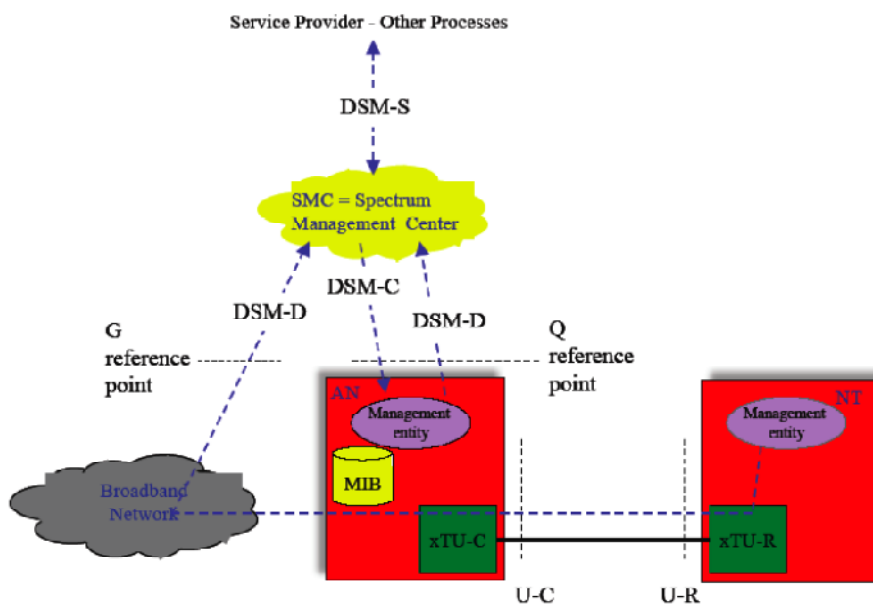 Service Provider - Other Processes
DSM-S
SMC = Spectrum
Management Center
DSM-C
DSM-D
DSM-D
G
reference
point
Q
reference
point
AN
Management
entity
NT
Management
entity
MIB
Broadband
Network
xTU-C
xTU-R
U-C
U-R